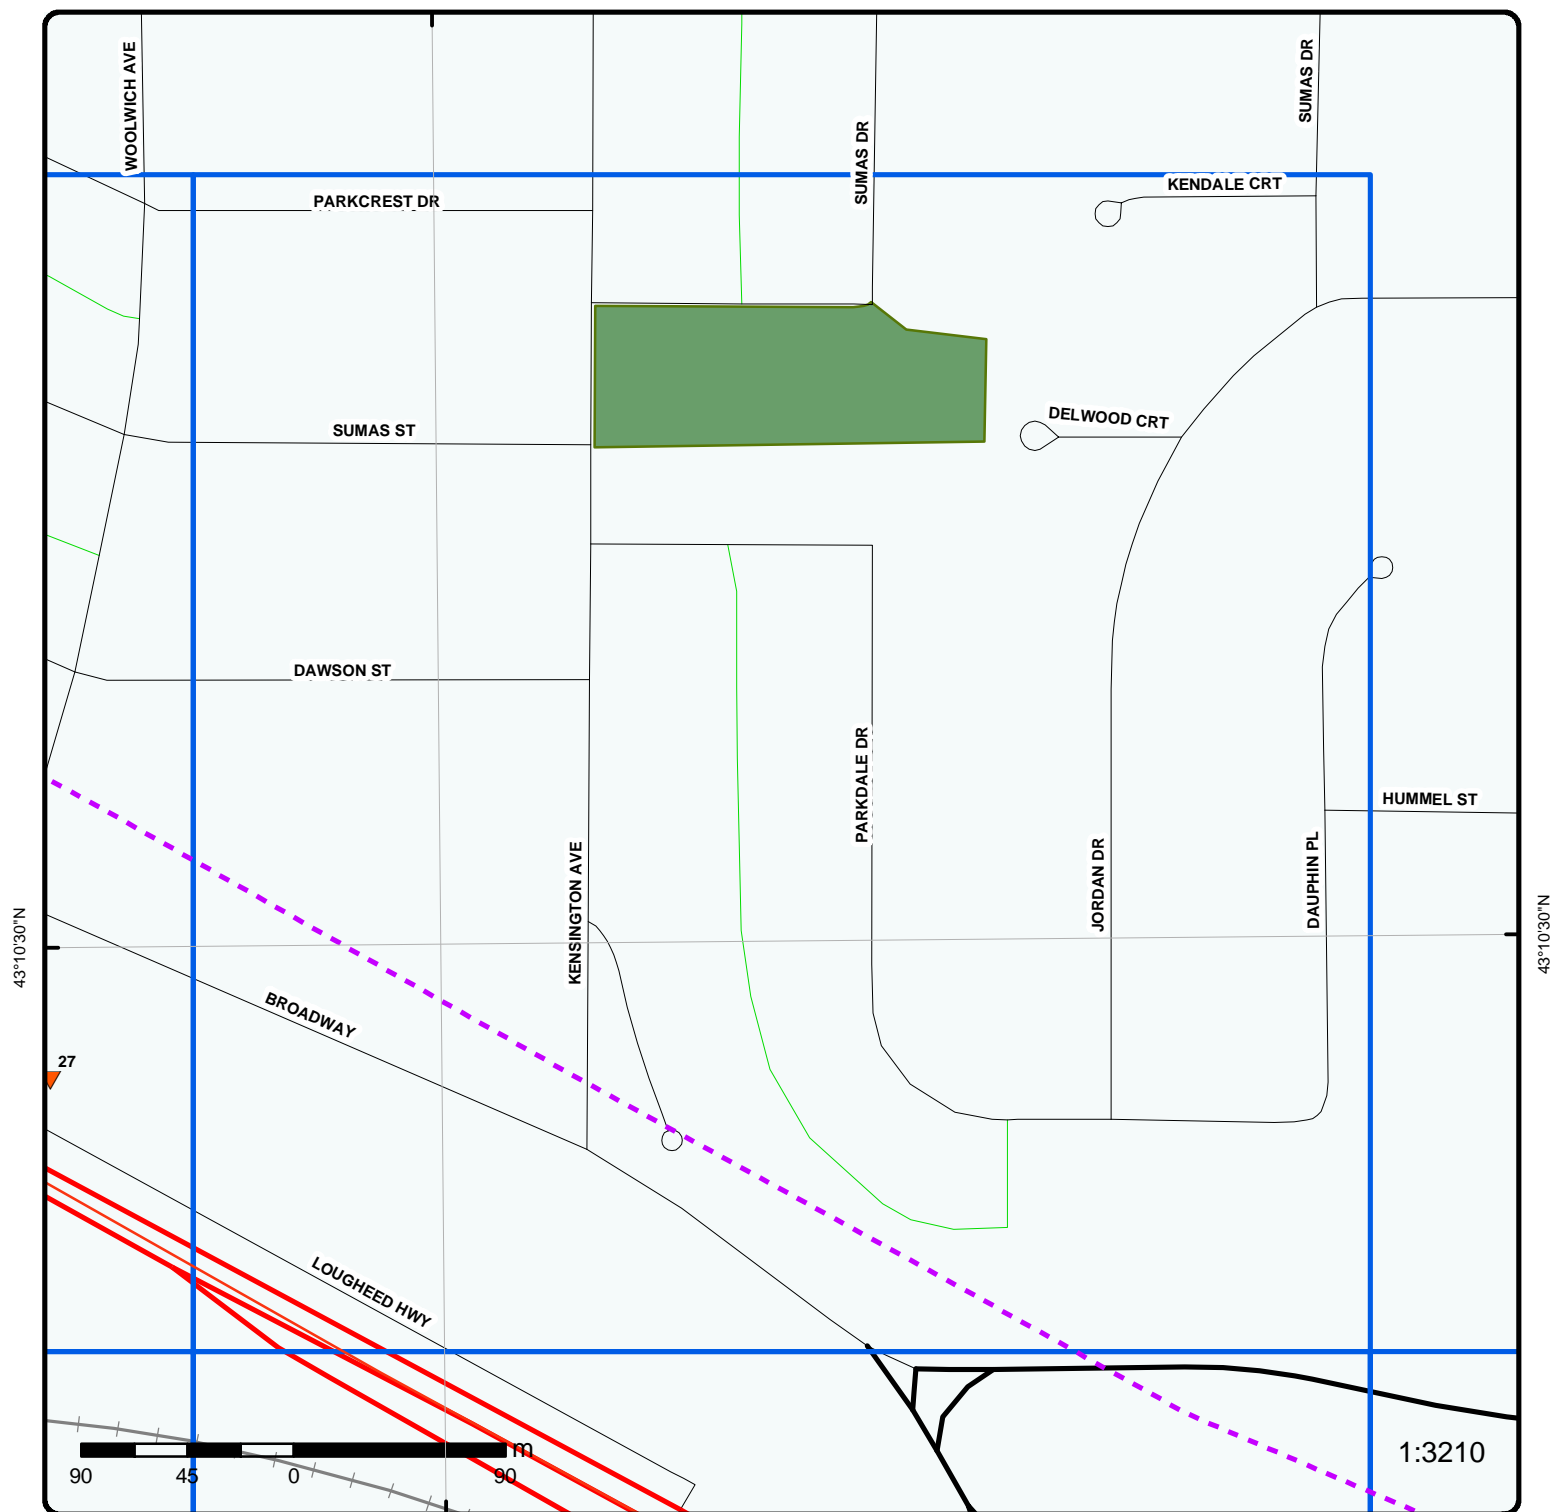 WOOLWICH AVE
SUMAS DR
SUMAS DR
KENDALE CRT
PARKCREST DR
DELWOOD CRT
SUMAS ST
DAWSON ST
PARKDALE DR
HUMMEL ST
KENSINGTON AVE
JORDAN DR
DAUPHIN PL
43°10'30"N
43°10'30"N
BROADWAY
27
LOUGHEED HWY
m
1:3210
90 45 0 90